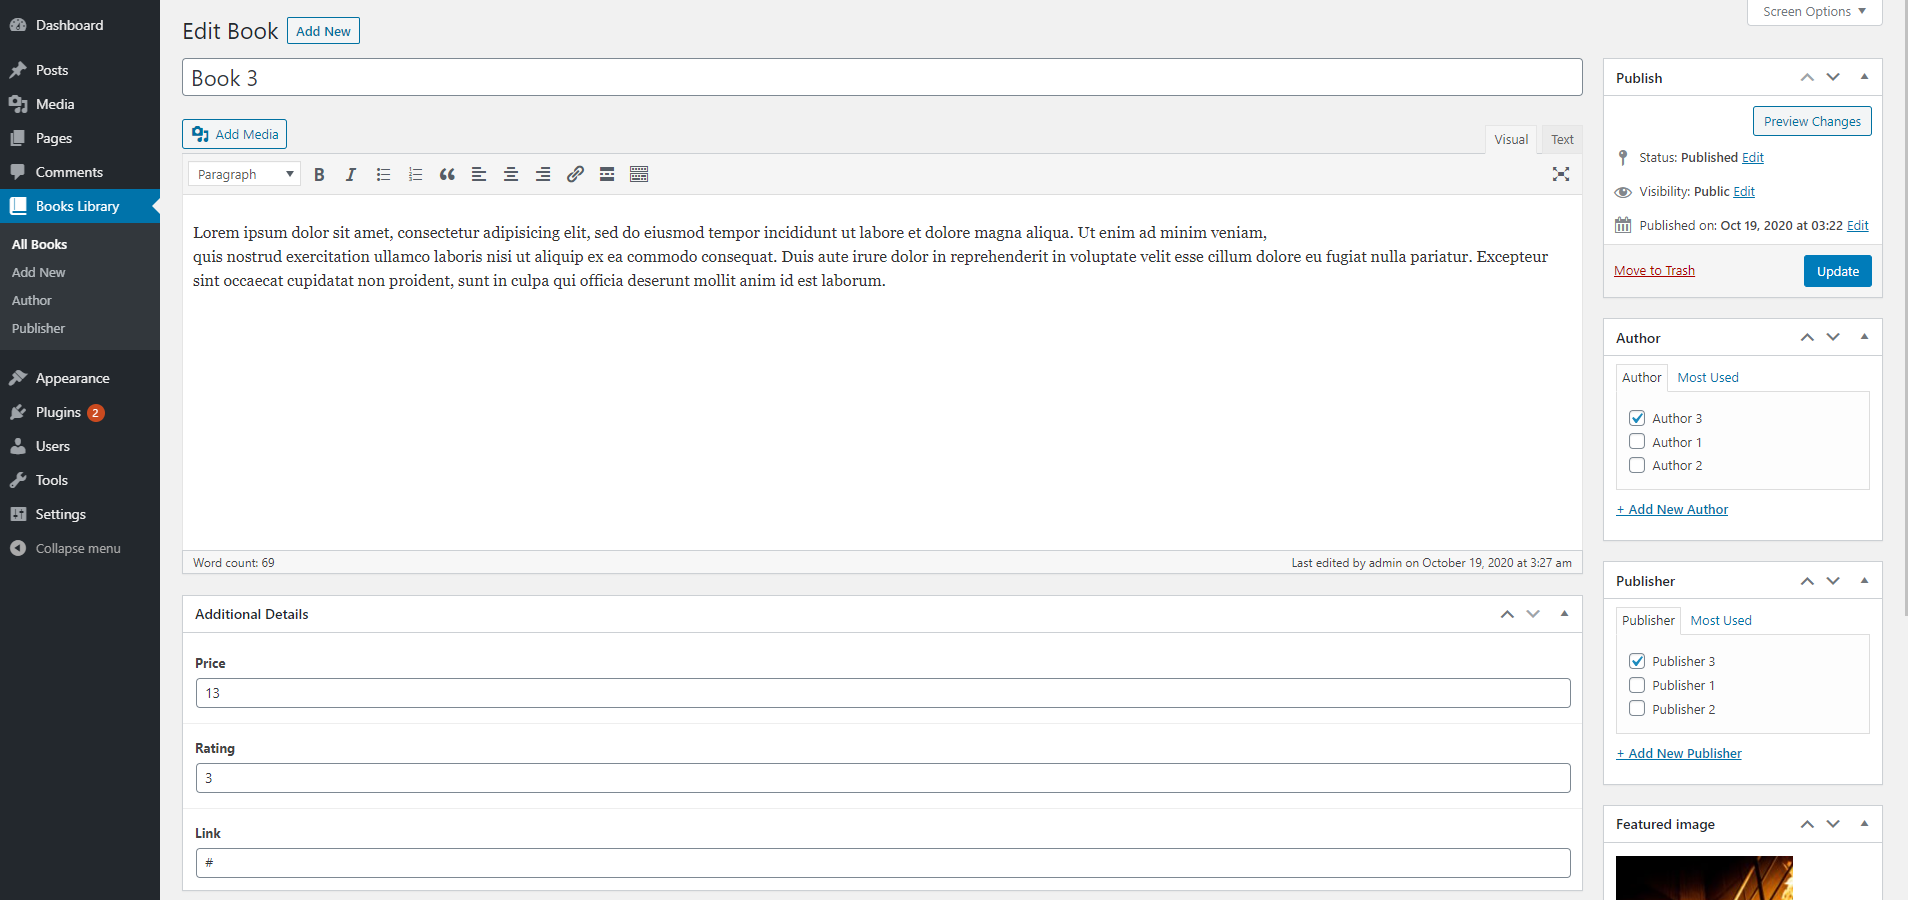 Dashboard
Posts
Media
Pages
Comments
Books Library
All Books
Add New
Author
Publisher
Appearance
Plugins 2
Users
Tools
Settings
Collapse menu
Screen Options
Edit Book Add New
Book 3
Add Media
Visual Text
Paragraph
Lorem ipsum dolor sit amet, consectetur adipisicing elit, sed do eiusmod tempor incididunt ut labore et dolore magna aliqua. Ut enim ad minim veniam,
quis nostrud exercitation ullamco laboris nisi ut aliquip ex ea commodo consequat. Duis aute irure dolor in reprehenderit in voluptate velit esse cillum dolore eu fugiat nulla pariatur. Excepteur
sint occaecat cupidatat non proident, sunt in culpa qui officia deserunt mollit anim id est laborum.
Word count: 69
Last edited by admin on October 19, 2020 at 3:27 am
Additional Details
Price
13
Rating
3
Link
#
Publish
Preview Changes
Status: Published Edit
Visibility: Public Edit
Published on: Oct 19, 2020 at 03:22 Edit
Move to Trash Update
Author
Author Most Used
Author 3
Author 1
Author 2
+ Add New Author
Publisher
Publisher Most Used
Publisher 3
Publisher 1
Publisher 2
+ Add New Publisher
Featured image